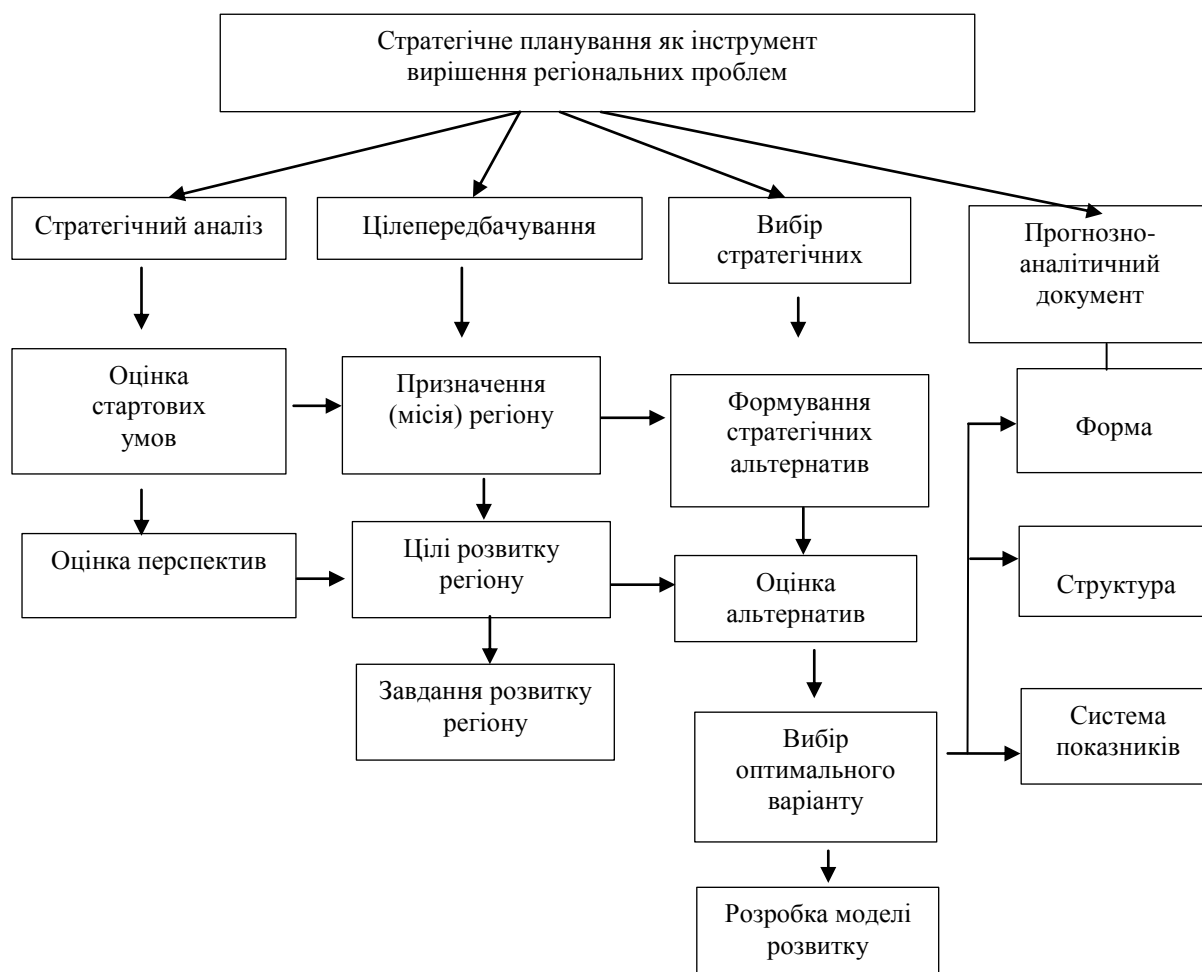 Стратегічне планування як інструмент
вирішення регіональних проблем
Стратегічний аналіз
Цілепередбачування
Вибір
стратегічних
Прогнозно-
аналітичний
документ
Оцінка
стартових
умов
Призначення
(місія) регіону
Формування
стратегічних
альтернатив
Форма
Оцінка перспектив
Цілі розвитку
регіону
Оцінка
альтернатив
Структура
Завдання розвитку
регіону
Вибір
оптимального
варіанту
Система
показників
Розробка моделі
розвитку